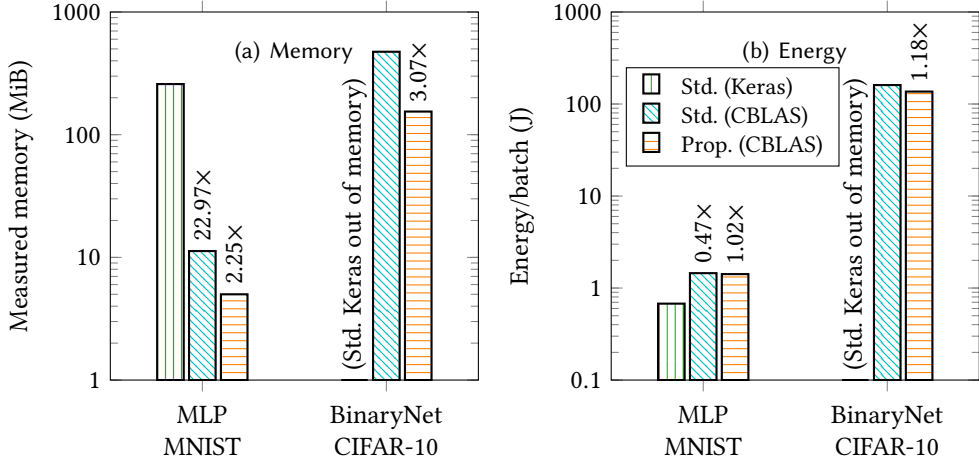 1000
100
10
1
Measured memory (MiB)
(a) Memory
22.97×
2.25×
(Std. Keras out of memory)
3.07×
MLP
MNIST
BinaryNet
CIFAR-10
1000
100
10
1
0.1
Energy/batch (J)
(b) Energy
Std. (Keras)
Std. (CBLAS)
Prop. (CBLAS)
0.47×
1.02×
(Std. Keras out of memory)
1.18×
MLP
MNIST
BinaryNet
CIFAR-10